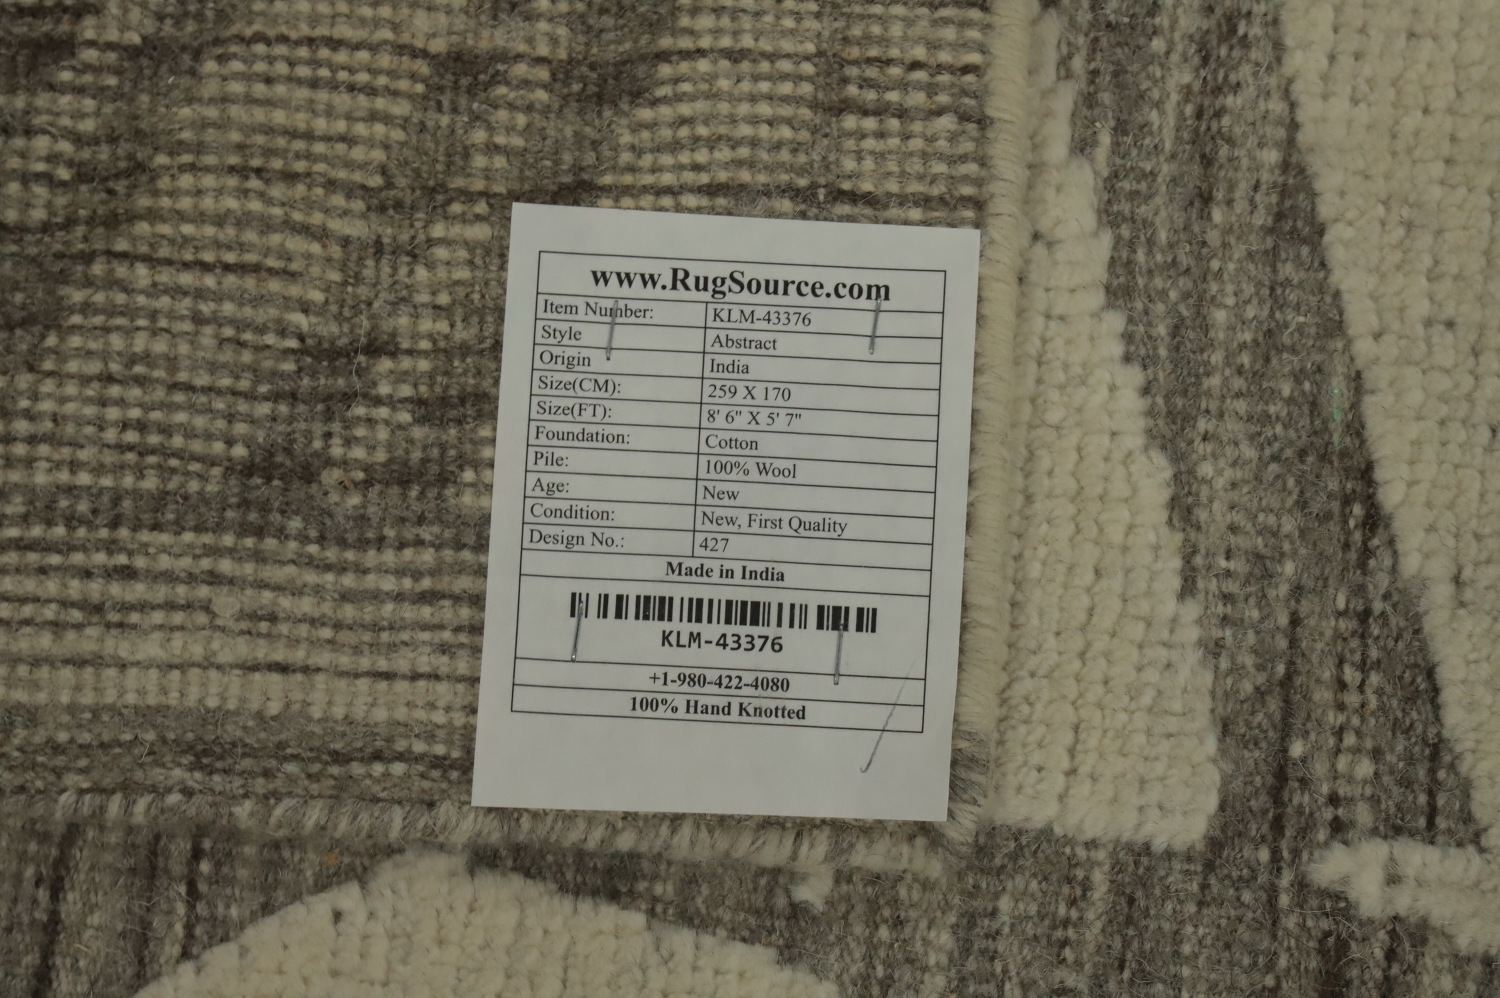 www.RugSource.com
Item Number: KLM-43376
Style Abstract
Origin India
Size(CM): 259 X 170
Size(FT): 8' 6" X 5' 7"
Foundation: Cotton
Pile: 100% Wool
Age: New
Condition: New, First Quality
Design No.: 427
Made in India
KLM-43376
+1-980-422-4080
100% Hand Knotted